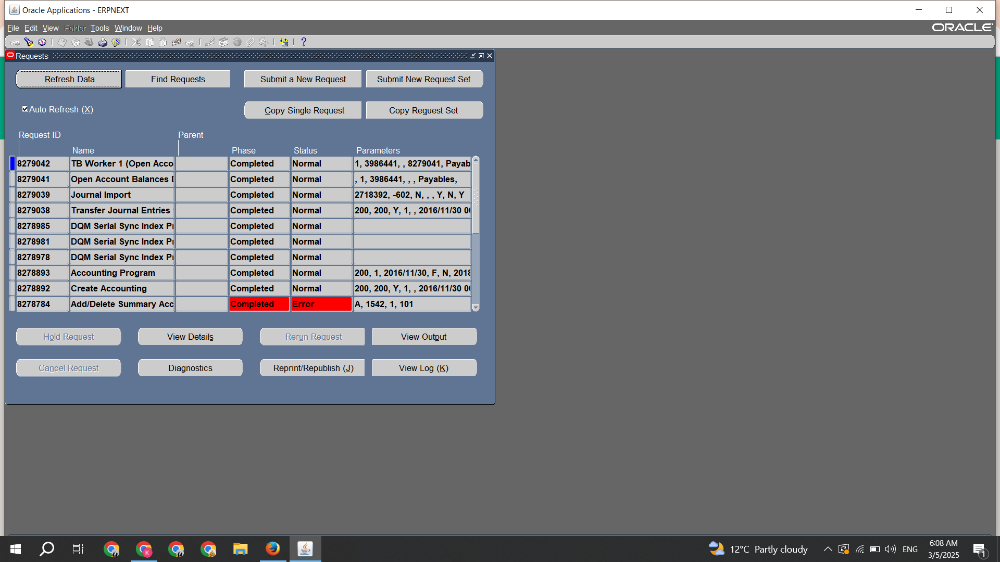 Oracle Applications - ERPNEXT
File Edit View Folder Tools Window Help
ORACLE
Requests
Refresh Data Find Requests Submit a New Request Submit New Request Set
Auto Refresh (X) Copy Single Request Copy Request Set
Request ID Parent
Name Phase Status Parameters
8279042 TB Worker 1 (Open Acco Completed Normal 1, 3986441, , 8279041, Payab
8279041 Open Account Balances Completed Normal , 1, 3986441, , , Payables,
8279039 Journal Import Completed Normal 2718392, -602, N, , , Y, N, Y
8279038 Transfer Journal Entries Completed Normal 200, 200, Y, 1, , 2016/11/30 0
8278985 DQM Serial Sync Index P Completed Normal
8278981 DQM Serial Sync Index P Completed Normal
8278978 DQM Serial Sync Index P Completed Normal
8278893 Accounting Program Completed Normal 200, 1, 2016/11/30, F, N, 2018
8278892 Create Accounting Completed Normal 200, 200, Y, 1, , 2016/11/30 0
8278784 Add/Delete Summary Acc Completed Error A, 1542, 1, 101
Hold Request View Details Rerun Request View Output
Cancel Request Diagnostics Reprint/Republish (J) View Log (K)
12°C Partly cloudy ENG 6:08 AM
3/5/2025 1